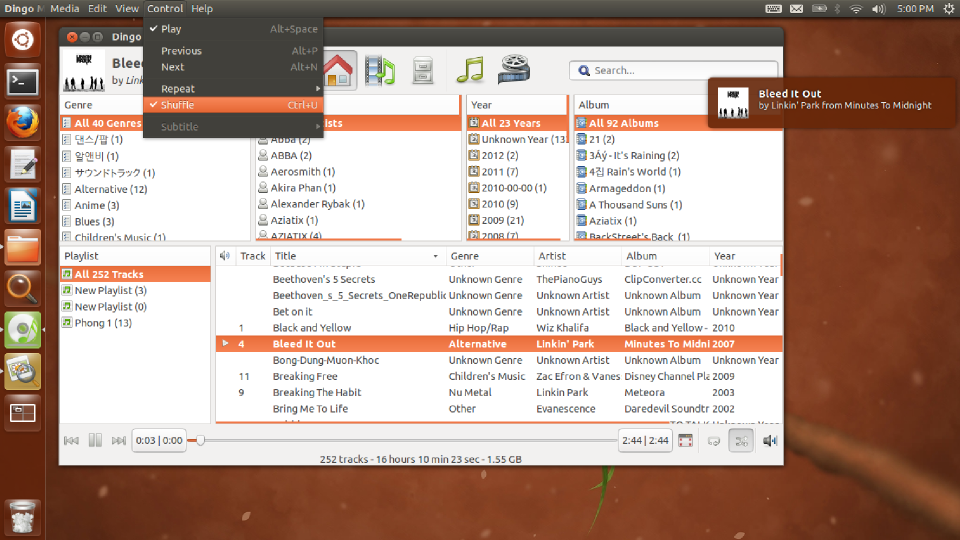 Dingo M Media Edit View Control Help 5:00 PM
Play Alt+Space
Previous Alt+P
Next Alt+N
Repeat
Shuffle Ctrl+U
Subtitle
Dingo
Blee
by Link
Search...
Bleed It Out
by Linkin' Park from Minutes To Midnight
Genre
All 40 Genres
댄스/팝 (1)
알앤비 (1)
サウンドトラック (1)
Alternative (12)
Anime (3)
Blues (3)
Children's Music (1)
ists
Abba (1)
ABBA (1)
Aerosmith (1)
Akira Phan (1)
Alexander Rybak (1)
Aziatix (1)
AZIATIX (4)
Year
All 23 Years
Unknown Year (13
2012 (2)
2011 (7)
2010-00-00 (1)
2010 (9)
2009 (21)
2008 (7)
Album
All 92 Albums
21 (2)
3Áý - It's Raining (2)
4집 Rain's World (1)
Armageddon (1)
A Thousand Suns (1)
Aziatix (1)
BackStreet's.Back (1)
Playlist
All 252 Tracks
New Playlist (3)
New Playlist (0)
Phong 1 (13)
Track Title Genre Artist Album Year
Beethoven's 5 Secrets Unknown Genre ThePianoGuys ClipConverter.cc Unknown Year
Beethoven_s_5_Secrets_OneRepublic Unknown Genre Unknown Artist Unknown Album Unknown Year
Bet on it Unknown Genre Unknown Artist Unknown Album Unknown Year
1 Black and Yellow Hip Hop/Rap Wiz Khalifa Black and Yellow - 2010
4 Bleed It Out Alternative Linkin' Park Minutes To Midni 2007
Bong-Dung-Muon-Khoc Unknown Genre Unknown Artist Unknown Album Unknown Year
11 Breaking Free Children's Music Zac Efron & Vanes Disney Channel Pla 2009
9 Breaking The Habit Nu Metal Linkin Park Meteora 2003
Bring Me To Life Other Evanescence Daredevil Soundtr 2002
0:03 | 0:00
2:44 | 2:44
252 tracks - 16 hours 10 min 23 sec - 1.55 GB